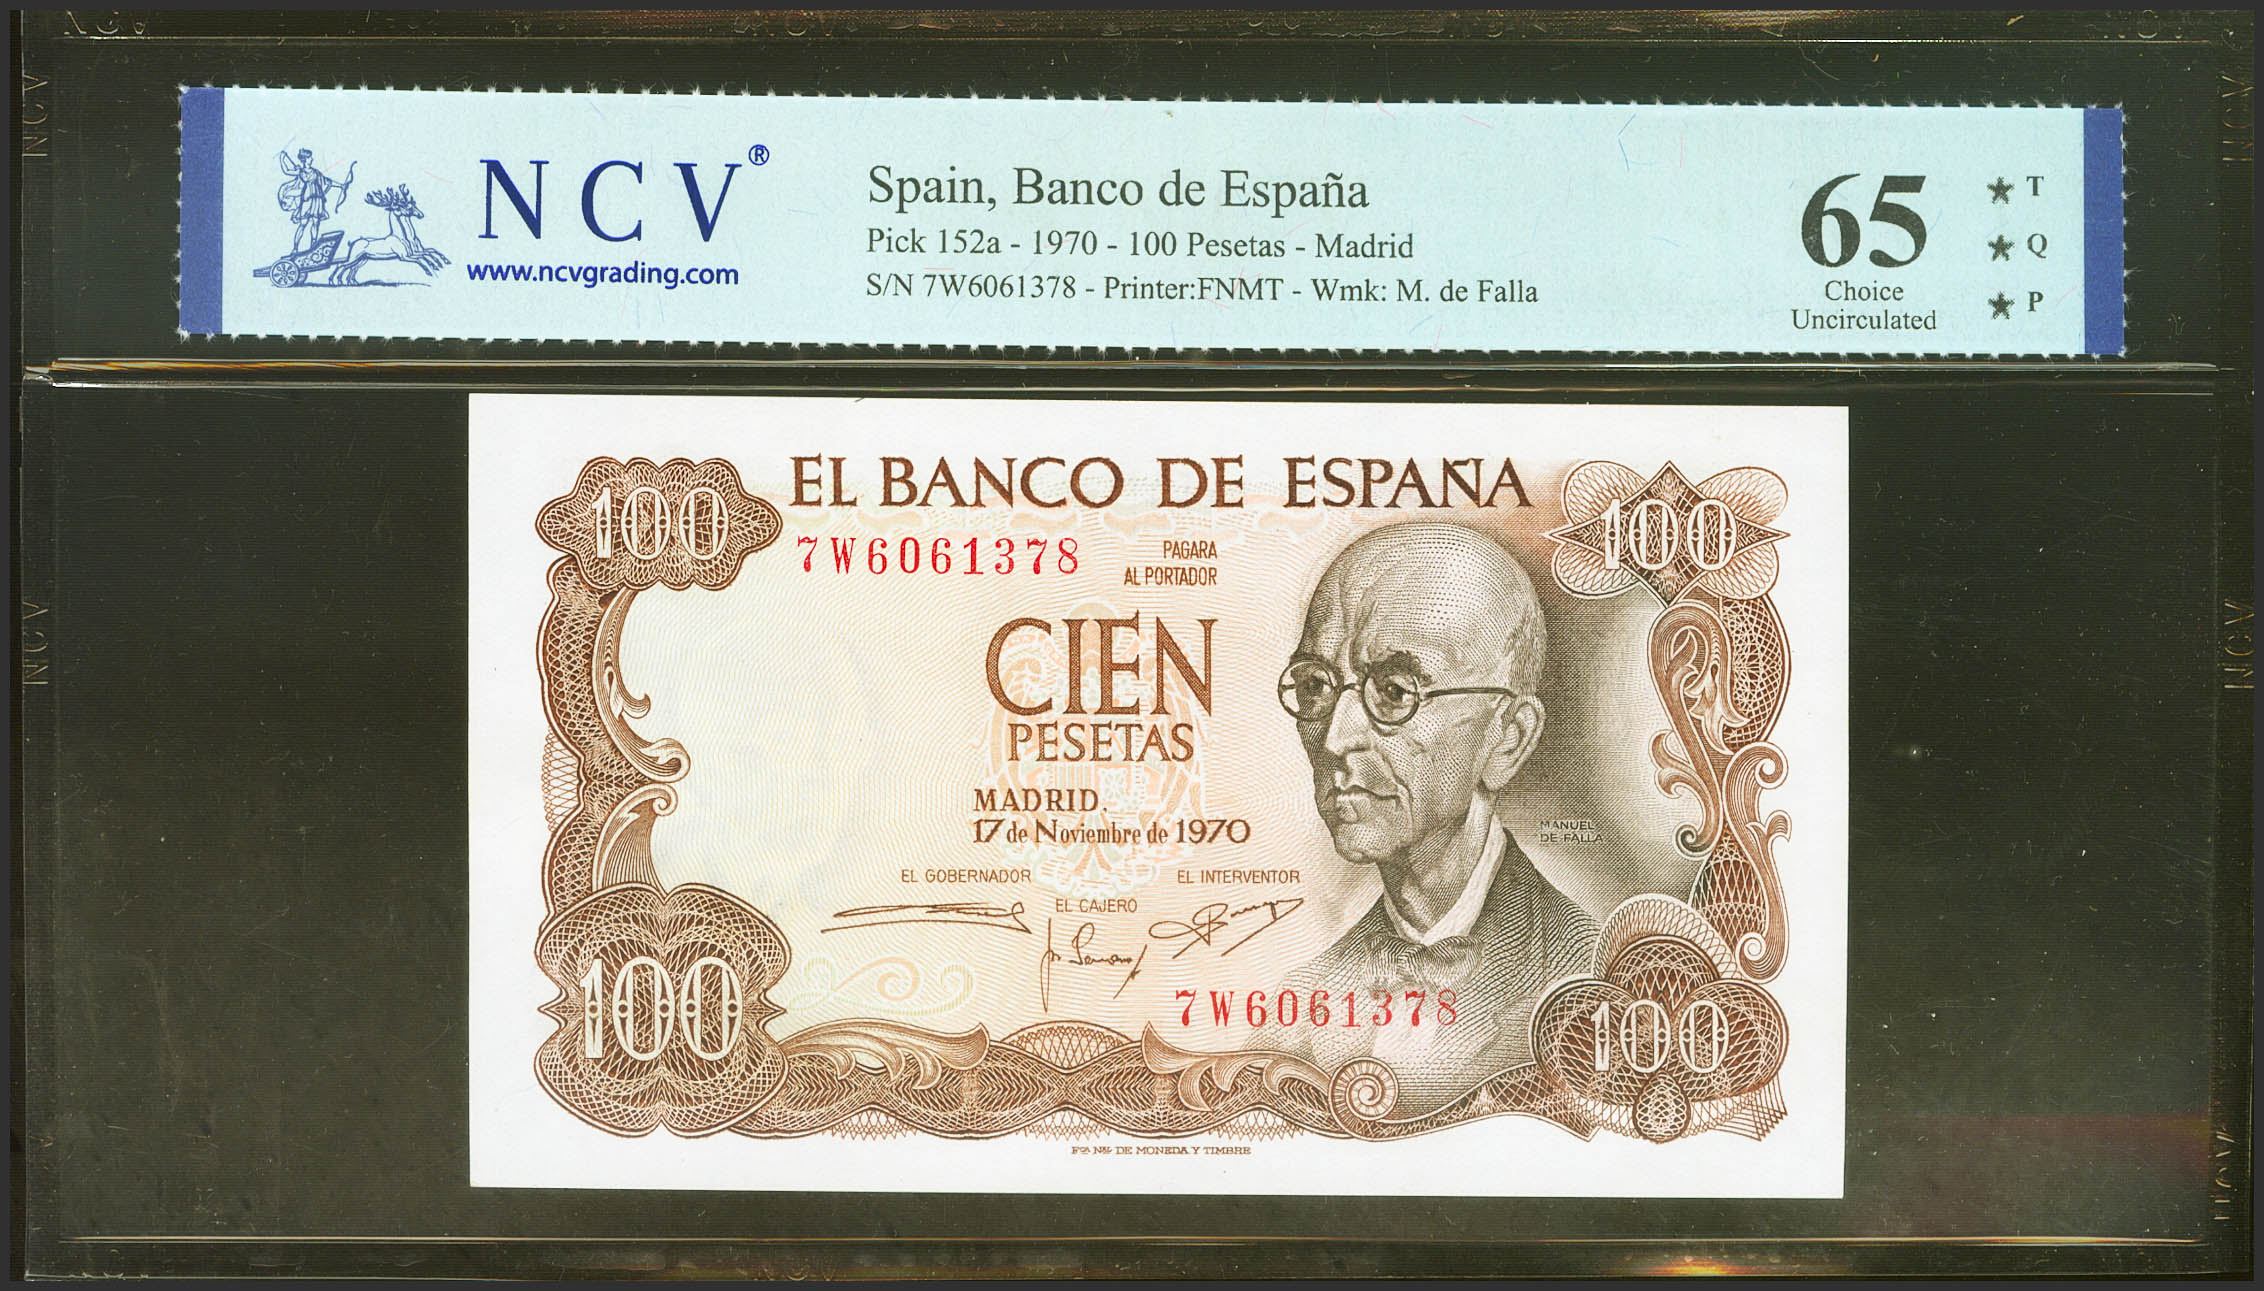 NCV®
www.ncvgrading.com
Spain, Banco de España
Pick 152a - 1970 - 100 Pesetas - Madrid
S/N 7W6061378 - Printer:FNMT - Wmk: M. de Falla
65
Choice
Uncirculated
★ T
★ Q
★ P
EL BANCO DE ESPAÑA
100
100
7W6061378
PAGARA
AL PORTADOR
CIEN
PESETAS
MADRID,
17 de Noviembre de 1970
MANUEL
DE FALLA
EL GOBERNADOR
EL INTERVENTOR
EL CAJERO
7W6061378
100
100
Fca. Nal. DE MONEDA Y TIMBRE
NCV
NCV
NCV
NCV